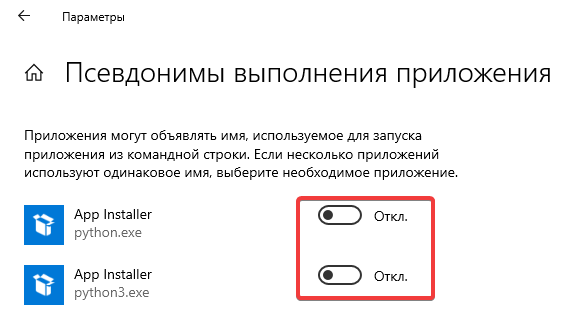 Параметры
Псевдонимы выполнения приложения
Приложения могут объявлять имя, используемое для запуска
приложения из командной строки. Если несколько приложений
используют одинаковое имя, выберите необходимое приложение.
App Installer
python.exe
Откл.
App Installer
python3.exe
Откл.